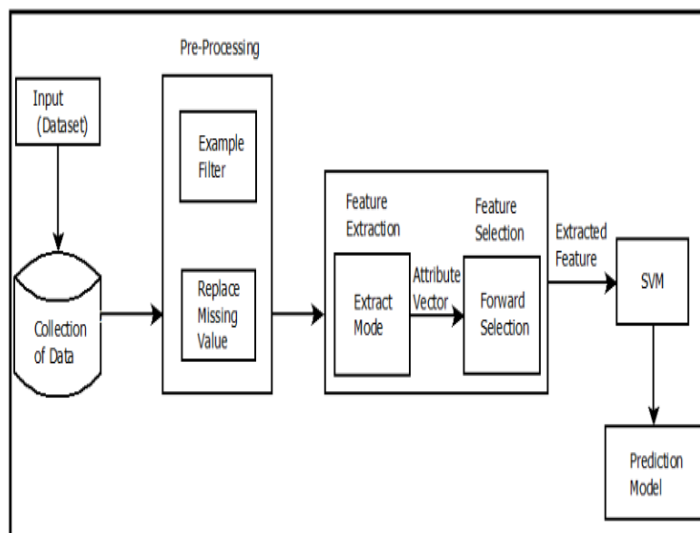 Pre-Processing
Input
(Dataset)
Example
Filter
Collection
of Data
Replace
Missing
Value
Feature
Extraction
Extract
Mode
Attribute
Vector
Feature
Selection
Forward
Selection
Extracted
Feature
SVM
Prediction
Model